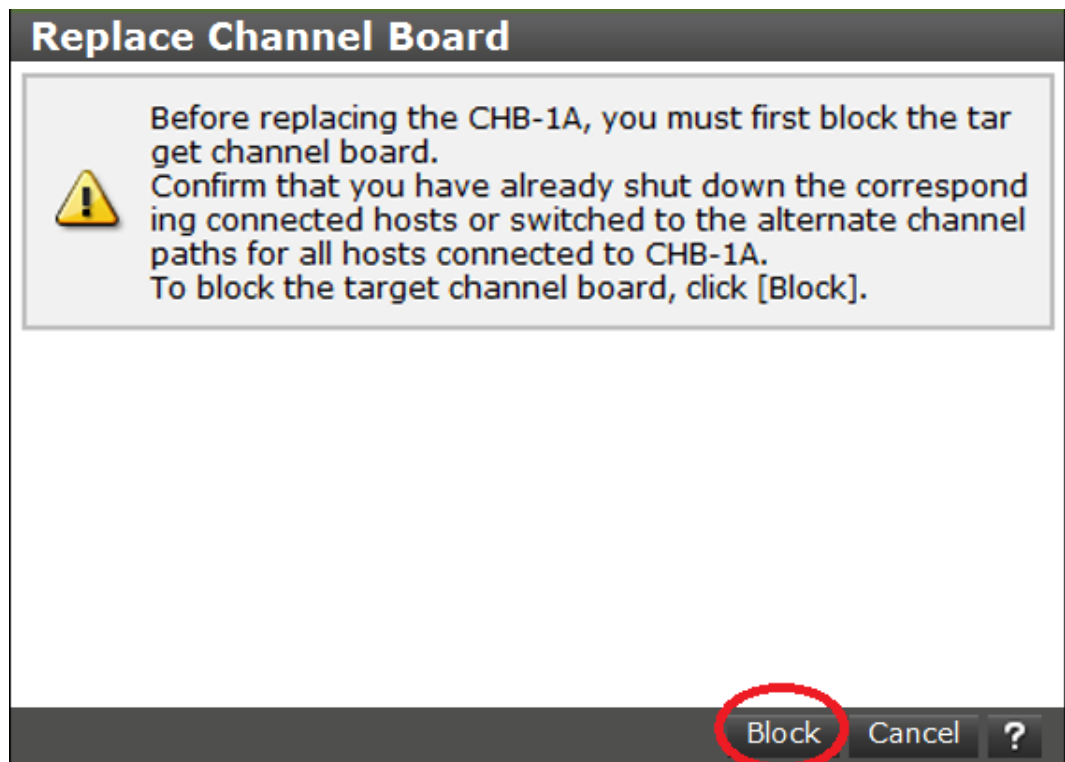 Replace Channel Board
Before replacing the CHB-1A, you must first block the tar
get channel board.
Confirm that you have already shut down the correspond
ing connected hosts or switched to the alternate channel
paths for all hosts connected to CHB-1A.
To block the target channel board, click [Block].
Block Cancel ?